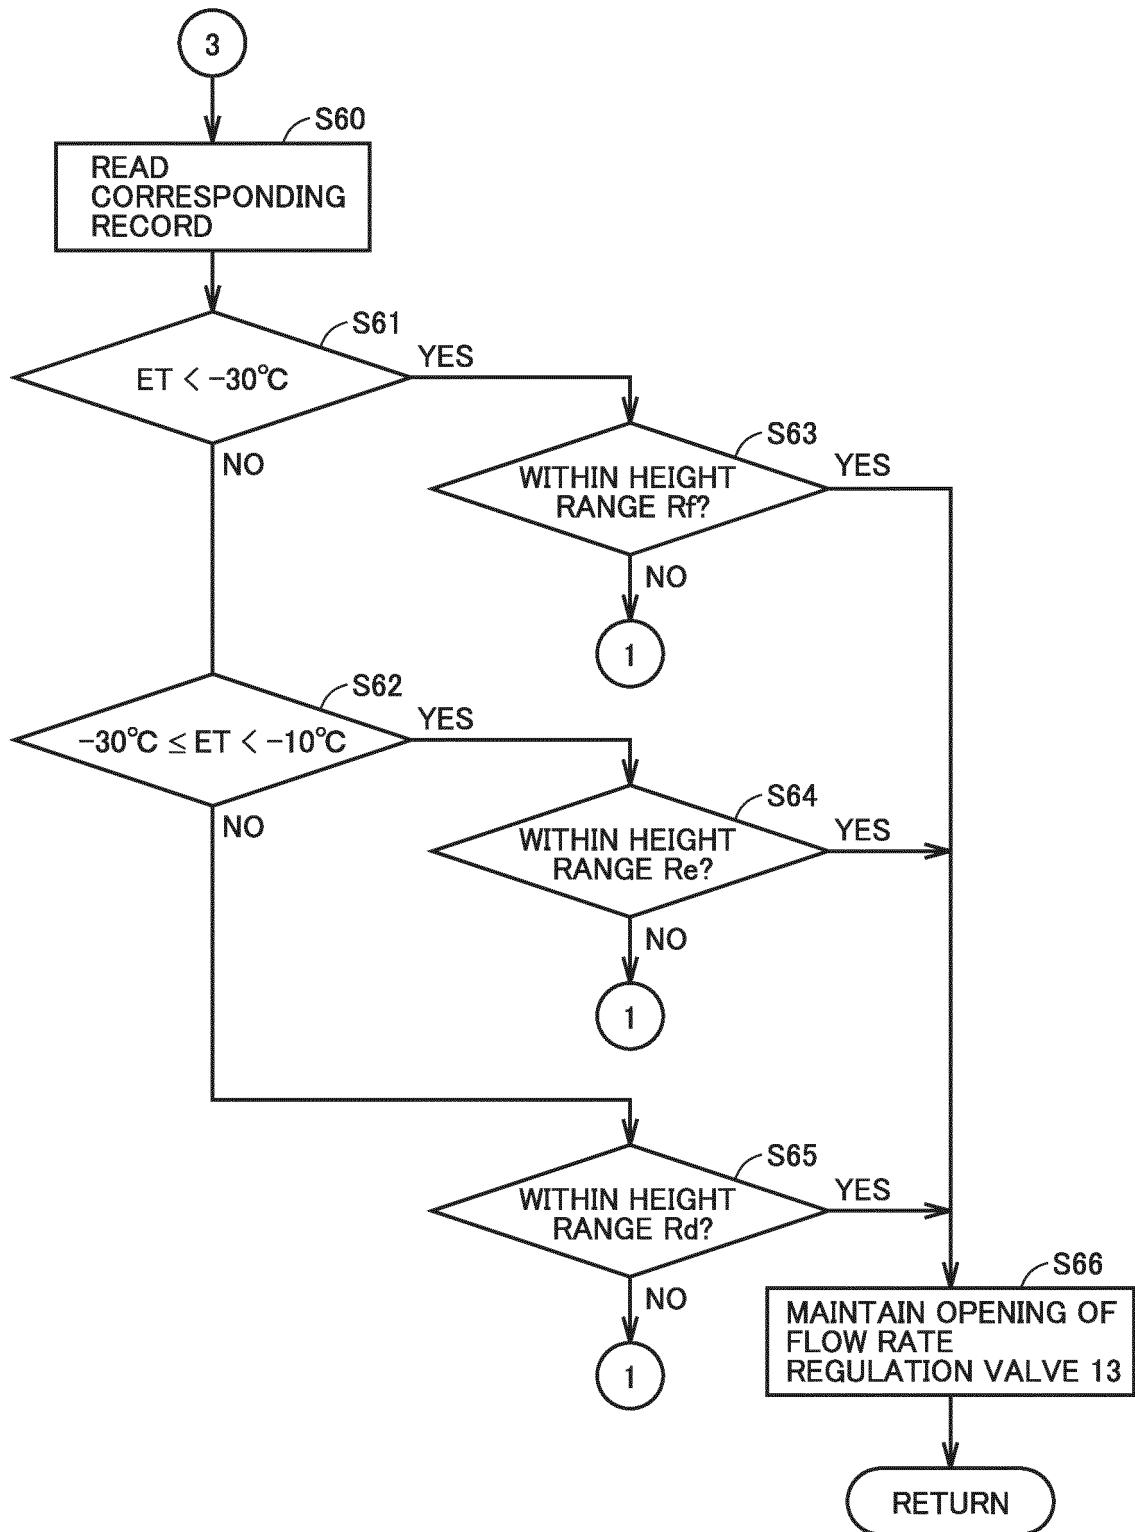 3
S60
READ
CORRESPONDING
RECORD
S61
ET < -30°C
YES
NO
S63
WITHIN HEIGHT
RANGE Rf?
YES
NO
1
S62
-30°C ≤ ET < -10°C
YES
NO
S64
WITHIN HEIGHT
RANGE Re?
YES
NO
1
S65
WITHIN HEIGHT
RANGE Rd?
YES
NO
1
S66
MAINTAIN OPENING OF
FLOW RATE
REGULATION VALVE 13
RETURN